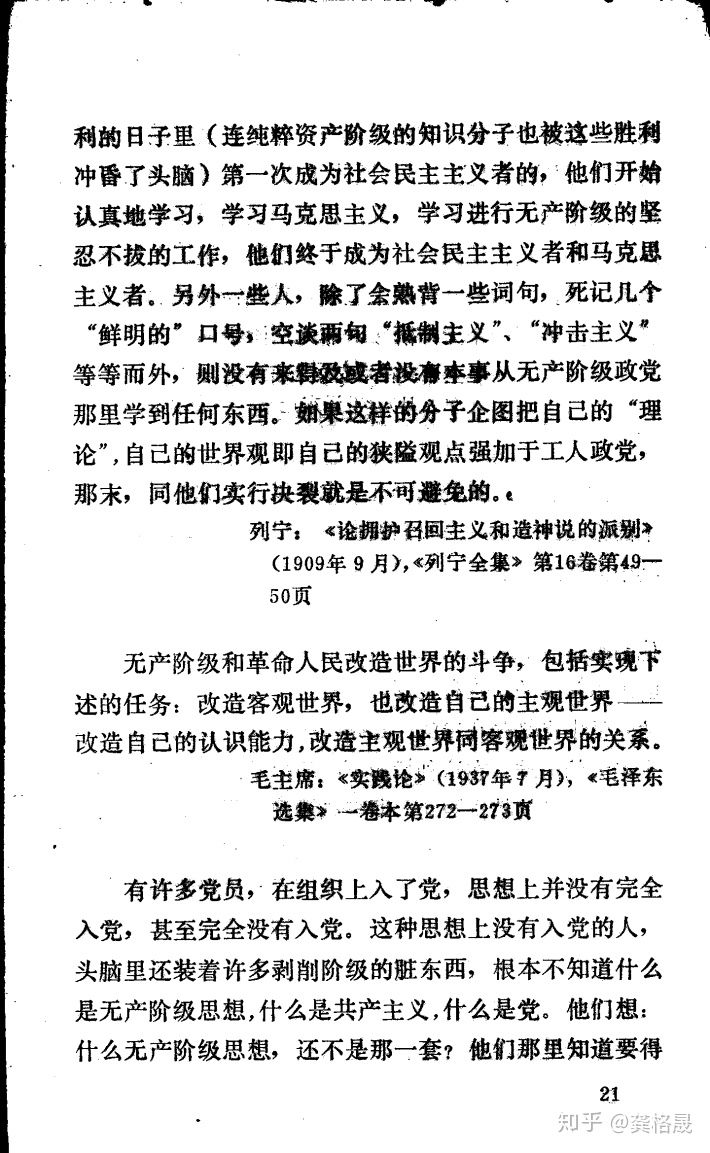 利的日子里（连纯粹资产阶级的知识分子也被这些胜利
冲昏了头脑）第一次成为社会民主主义者的，他们开始
认真地学习，学习马克思主义，学习进行无产阶级的坚
忍不拔的工作，他们终于成为社会民主主义者和马克思
主义者。另外一些人，除了会熟背一些词句，死记几个
“鲜明的”口号，空谈两句“抵制主义”、“冲击主义”
等等而外，则没有来得及或者没有本事从无产阶级政党
那里学到任何东西。如果这样的分子企图把自己的“理
论”，自己的世界观即自己的狭隘观点强加于工人政党，
那末，同他们实行决裂就是不可避免的。
列宁：《论拥护召回主义和造神说的派别》
（1909年9月），《列宁全集》第16卷第49—
50页
无产阶级和革命人民改造世界的斗争，包括实现下
述的任务：改造客观世界，也改造自己的主观世界——
改造自己的认识能力，改造主观世界同客观世界的关系。
毛主席：《实践论》（1937年7月），《毛泽东
选集》一卷本第272—273页
有许多党员，在组织上入了党，思想上并没有完全
入党，甚至完全没有入党。这种思想上没有入党的人，
头脑里还装着许多剥削阶级的脏东西，根本不知道什么
是无产阶级思想，什么是共产主义，什么是党。他们想：
什么无产阶级思想，还不是那一套？他们那里知道要得
21
知乎 @龚格晟